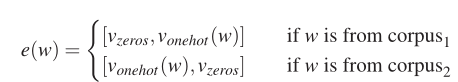 e(w) = { [v_zeros, v_onehot(w)] if w is from corpus_1
[v_onehot(w), v_zeros] if w is from corpus_2